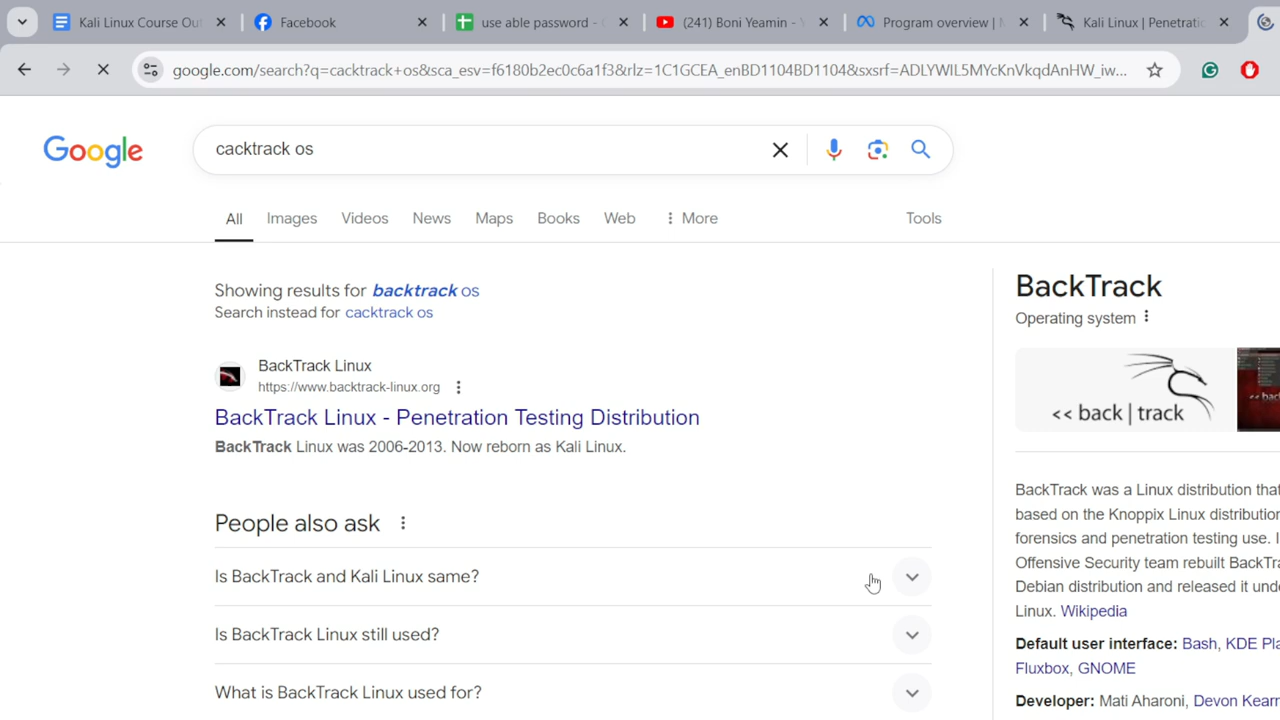 Kali Linux Course Out
Facebook
use able password -
(241) Boni Yeamin -
Program overview |
Kali Linux | Penetratio
google.com/search?q=cacktrack+os&sca_esv=f6180b2ec0c6a1f3&rlz=1C1GCEA_enBD1104BD1104&sxsrf=ADLYWIL5MYcKnVkqdAnHW_iw...
Google
cacktrack os
All Images Videos News Maps Books Web More Tools
Showing results for backtrack os
Search instead for cacktrack os
BackTrack Linux
https://www.backtrack-linux.org
BackTrack Linux - Penetration Testing Distribution
BackTrack Linux was 2006-2013. Now reborn as Kali Linux.
People also ask
Is BackTrack and Kali Linux same?
Is BackTrack Linux still used?
What is BackTrack Linux used for?
BackTrack
Operating system
<< back | track
<< bac
BackTrack was a Linux distribution that
based on the Knoppix Linux distribution
forensics and penetration testing use. I
Offensive Security team rebuilt BackTra
Debian distribution and released it und
Linux. Wikipedia
Default user interface: Bash, KDE Pla
Fluxbox, GNOME
Developer: Mati Aharoni, Devon Kearn